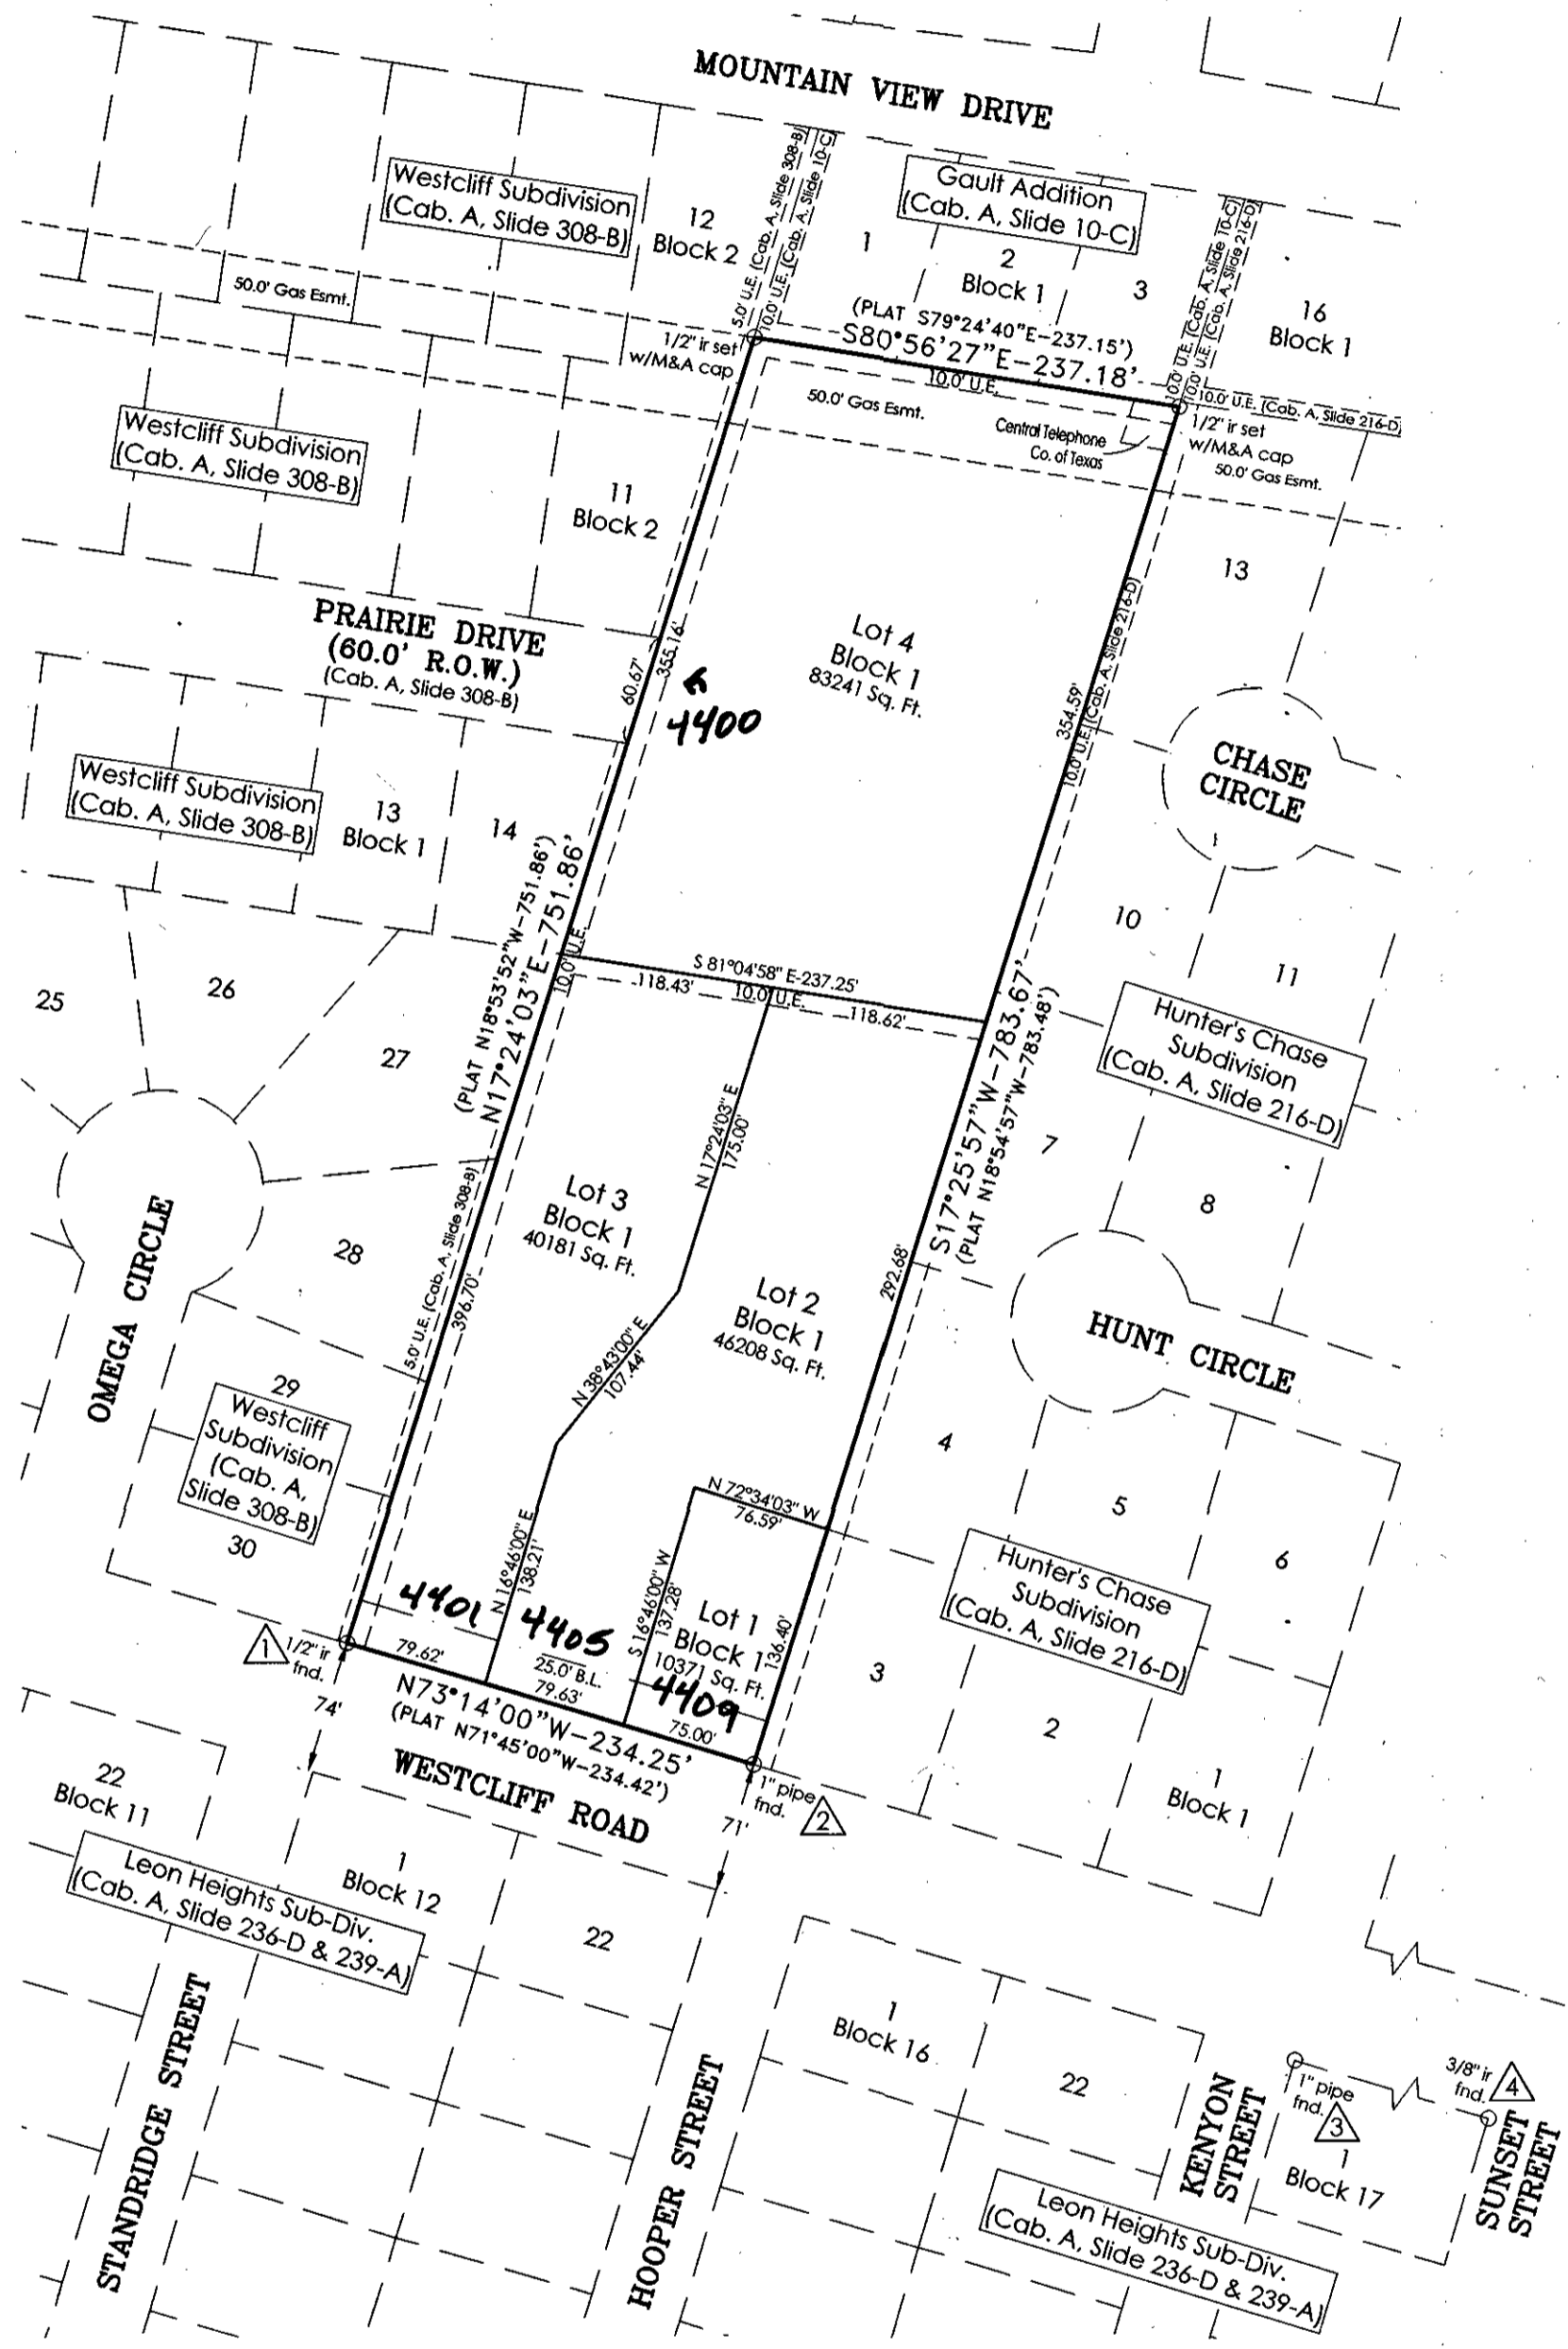 MOUNTAIN VIEW DRIVE
Westcliff Subdivision
(Cab. A, Slide 308-B)
12
Block 2
5.0' U.E. (Cab. A, Slide 308-B)
10.0' U.E. (Cab. A, Slide 10-C)
Gault Addition
(Cab. A, Slide 10-C)
1
2
Block 1
3
10.0' U.E. (Cab. A, Slide 10-C)
10.0' U.E. (Cab. A, Slide 216-D)
16
Block 1
50.0' Gas Esmt.
1/2" ir set
w/M&A cap
(PLAT S79°24'40"E-237.15')
S80°56'27"E-237.18'
10.0' U.E.
50.0' Gas Esmt.
Central Telephone
Co. of Texas
10.0' U.E. (Cab. A, Slide 216-D)
1/2" ir set
w/M&A cap
50.0' Gas Esmt.
Westcliff Subdivision
(Cab. A, Slide 308-B)
11
Block 2
13
PRAIRIE DRIVE
(60.0' R.O.W.)
(Cab. A, Slide 308-B)
60.67'
355.16'
Lot 4
Block 1
83241 Sq. Ft.
4400
354.59'
10.0' U.E. (Cab. A, Slide 216-D)
CHASE
CIRCLE
Westcliff Subdivision
(Cab. A, Slide 308-B)
13
Block 1
14
(PLAT N18°53'52"W-751.86')
N17°24'03"E-751.86'
10.0' U.E.
S 81°04'58" E-237.25'
118.43'
10.0' U.E.
118.62'
10
11
25
26
27
Hunter's Chase
Subdivision
(Cab. A, Slide 216-D)
S17°25'57"W-783.67'
(PLAT N18°54'57"W-783.48')
7
8
N 17°24'03" E
175.00'
Lot 3
Block 1
40181 Sq. Ft.
28
OMEGA CIRCLE
5.0' U.E. (Cab. A, Slide 308-B)
396.70'
292.68'
Lot 2
Block 1
46208 Sq. Ft.
HUNT CIRCLE
N 38°43'00" E
107.44'
29
Westcliff
Subdivision
(Cab. A,
Slide 308-B)
30
4
5
6
N 72°34'03" W
76.59'
N 16°46'00" E
138.21'
S 16°46'00" W
137.28'
Hunter's Chase
Subdivision
(Cab. A, Slide 216-D)
4401
4405
Lot 1
Block 1
10371 Sq. Ft.
136.40'
4409
3
2
1
Block 1
1
1/2" ir
fnd.
79.62'
25.0' B.L.
79.63'
75.00'
74'
N73°14'00"W-234.25'
(PLAT N71°45'00"W-234.42')
WESTCLIFF ROAD
1" pipe
fnd.
2
71'
22
Block 11
Leon Heights Sub-Div.
(Cab. A, Slide 236-D & 239-A)
1
Block 12
22
STANDRIDGE STREET
HOOPER STREET
1
Block 16
22
KENYON
STREET
1" pipe
fnd.
3
3/8" ir
fnd.
4
1
Block 17
SUNSET
STREET
Leon Heights Sub-Div.
(Cab. A, Slide 236-D & 239-A)